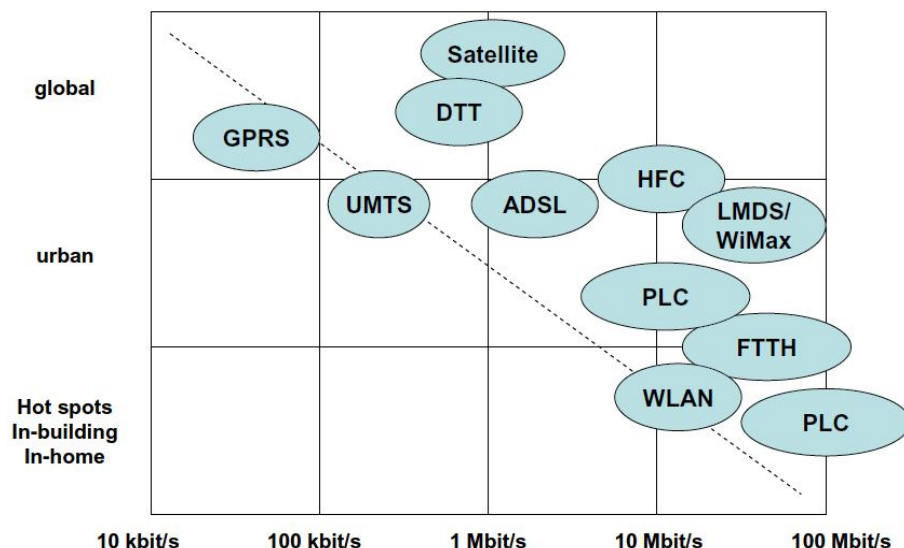 Satellite
global
DTT
GPRS
HFC
UMTS
ADSL
LMDS/
WiMax
urban
PLC
FTTH
WLAN
Hot spots
In-building
In-home
PLC
10 kbit/s
100 kbit/s
1 Mbit/s
10 Mbit/s
100 Mbit/s